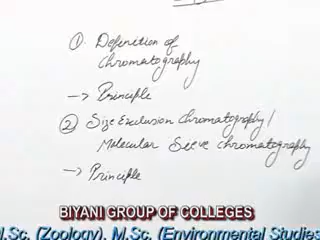 ① Definition of
Chromatography
→ Principle
② Size Exclusion Chromatography /
Molecular Sieve Chromatography
→ Principle
BIYANI GROUP OF COLLEGES
.Sc. (Zoology), M.Sc. (Environmental Studies